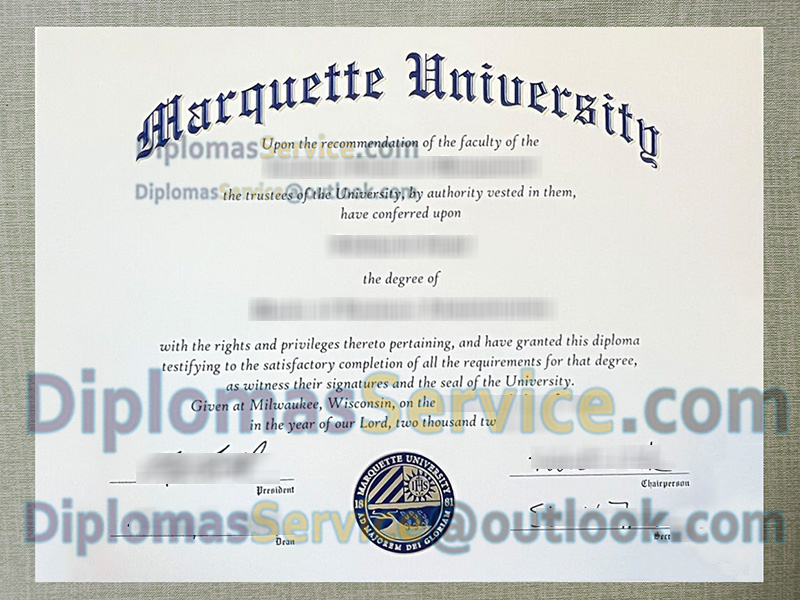 Marquette University
Upon the recommendation of the faculty of the
DiplomasService.com
the trustees of the University, by authority vested in them,
DiplomasService@outlook.com
have conferred upon
the degree of
with the rights and privileges thereto pertaining, and have granted this diploma
testifying to the satisfactory completion of all the requirements for that degree,
as witness their signatures and the seal of the University.
DiplomasService.com
Given at Milwaukee, Wisconsin, on the
in the year of our Lord, two thousand tw
President
Chairperson
MARQUETTE UNIVERSITY
IHS
18 81
AD MAJOREM DEI GLORIAM
DiplomasService@outlook.com
Dean
Secr